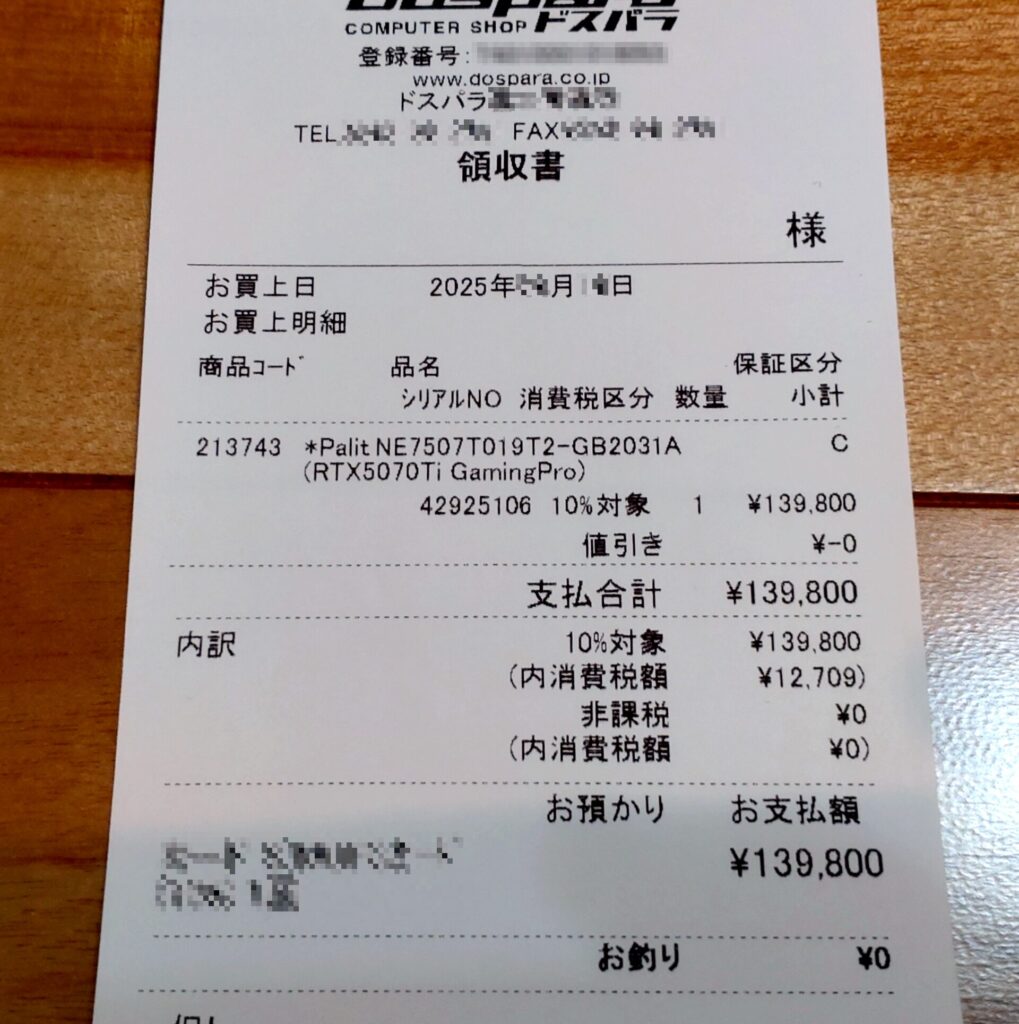 Dospara
COMPUTER SHOP ドスパラ
登録番号:
www.dospara.co.jp
ドスパラ
TEL FAX
領収書
様
お買上日 2025年 月 日
お買上明細
商品コード 品名 保証区分
シリアルNO 消費税区分 数量 小計
213743 *Palit NE7507T019T2-GB2031A C
(RTX5070Ti GamingPro)
42925106 10%対象 1 ¥139,800
値引き ¥-0
支払合計 ¥139,800
内訳 10%対象 ¥139,800
(内消費税額 ¥12,709)
非課税 ¥0
(内消費税額 ¥0)
お預かり お支払額
¥139,800
お釣り ¥0